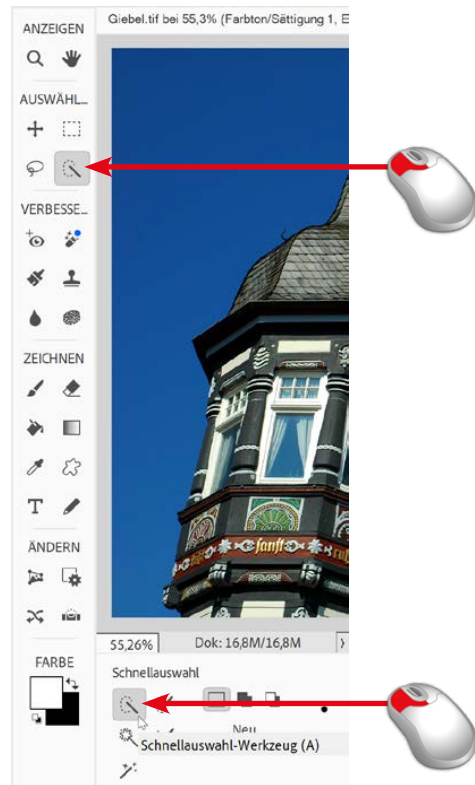 Giebel.tif bei 55,3% (Farbton/Sättigung 1, E
ANZEIGEN
AUSWÄHL...
VERBESSE...
ZEICHNEN
T
ÄNDERN
FARBE
sanft
55,26%
Dok: 16,8M/16,8M
Schnellauswahl
Neu
Schnellauswahl-Werkzeug (A)